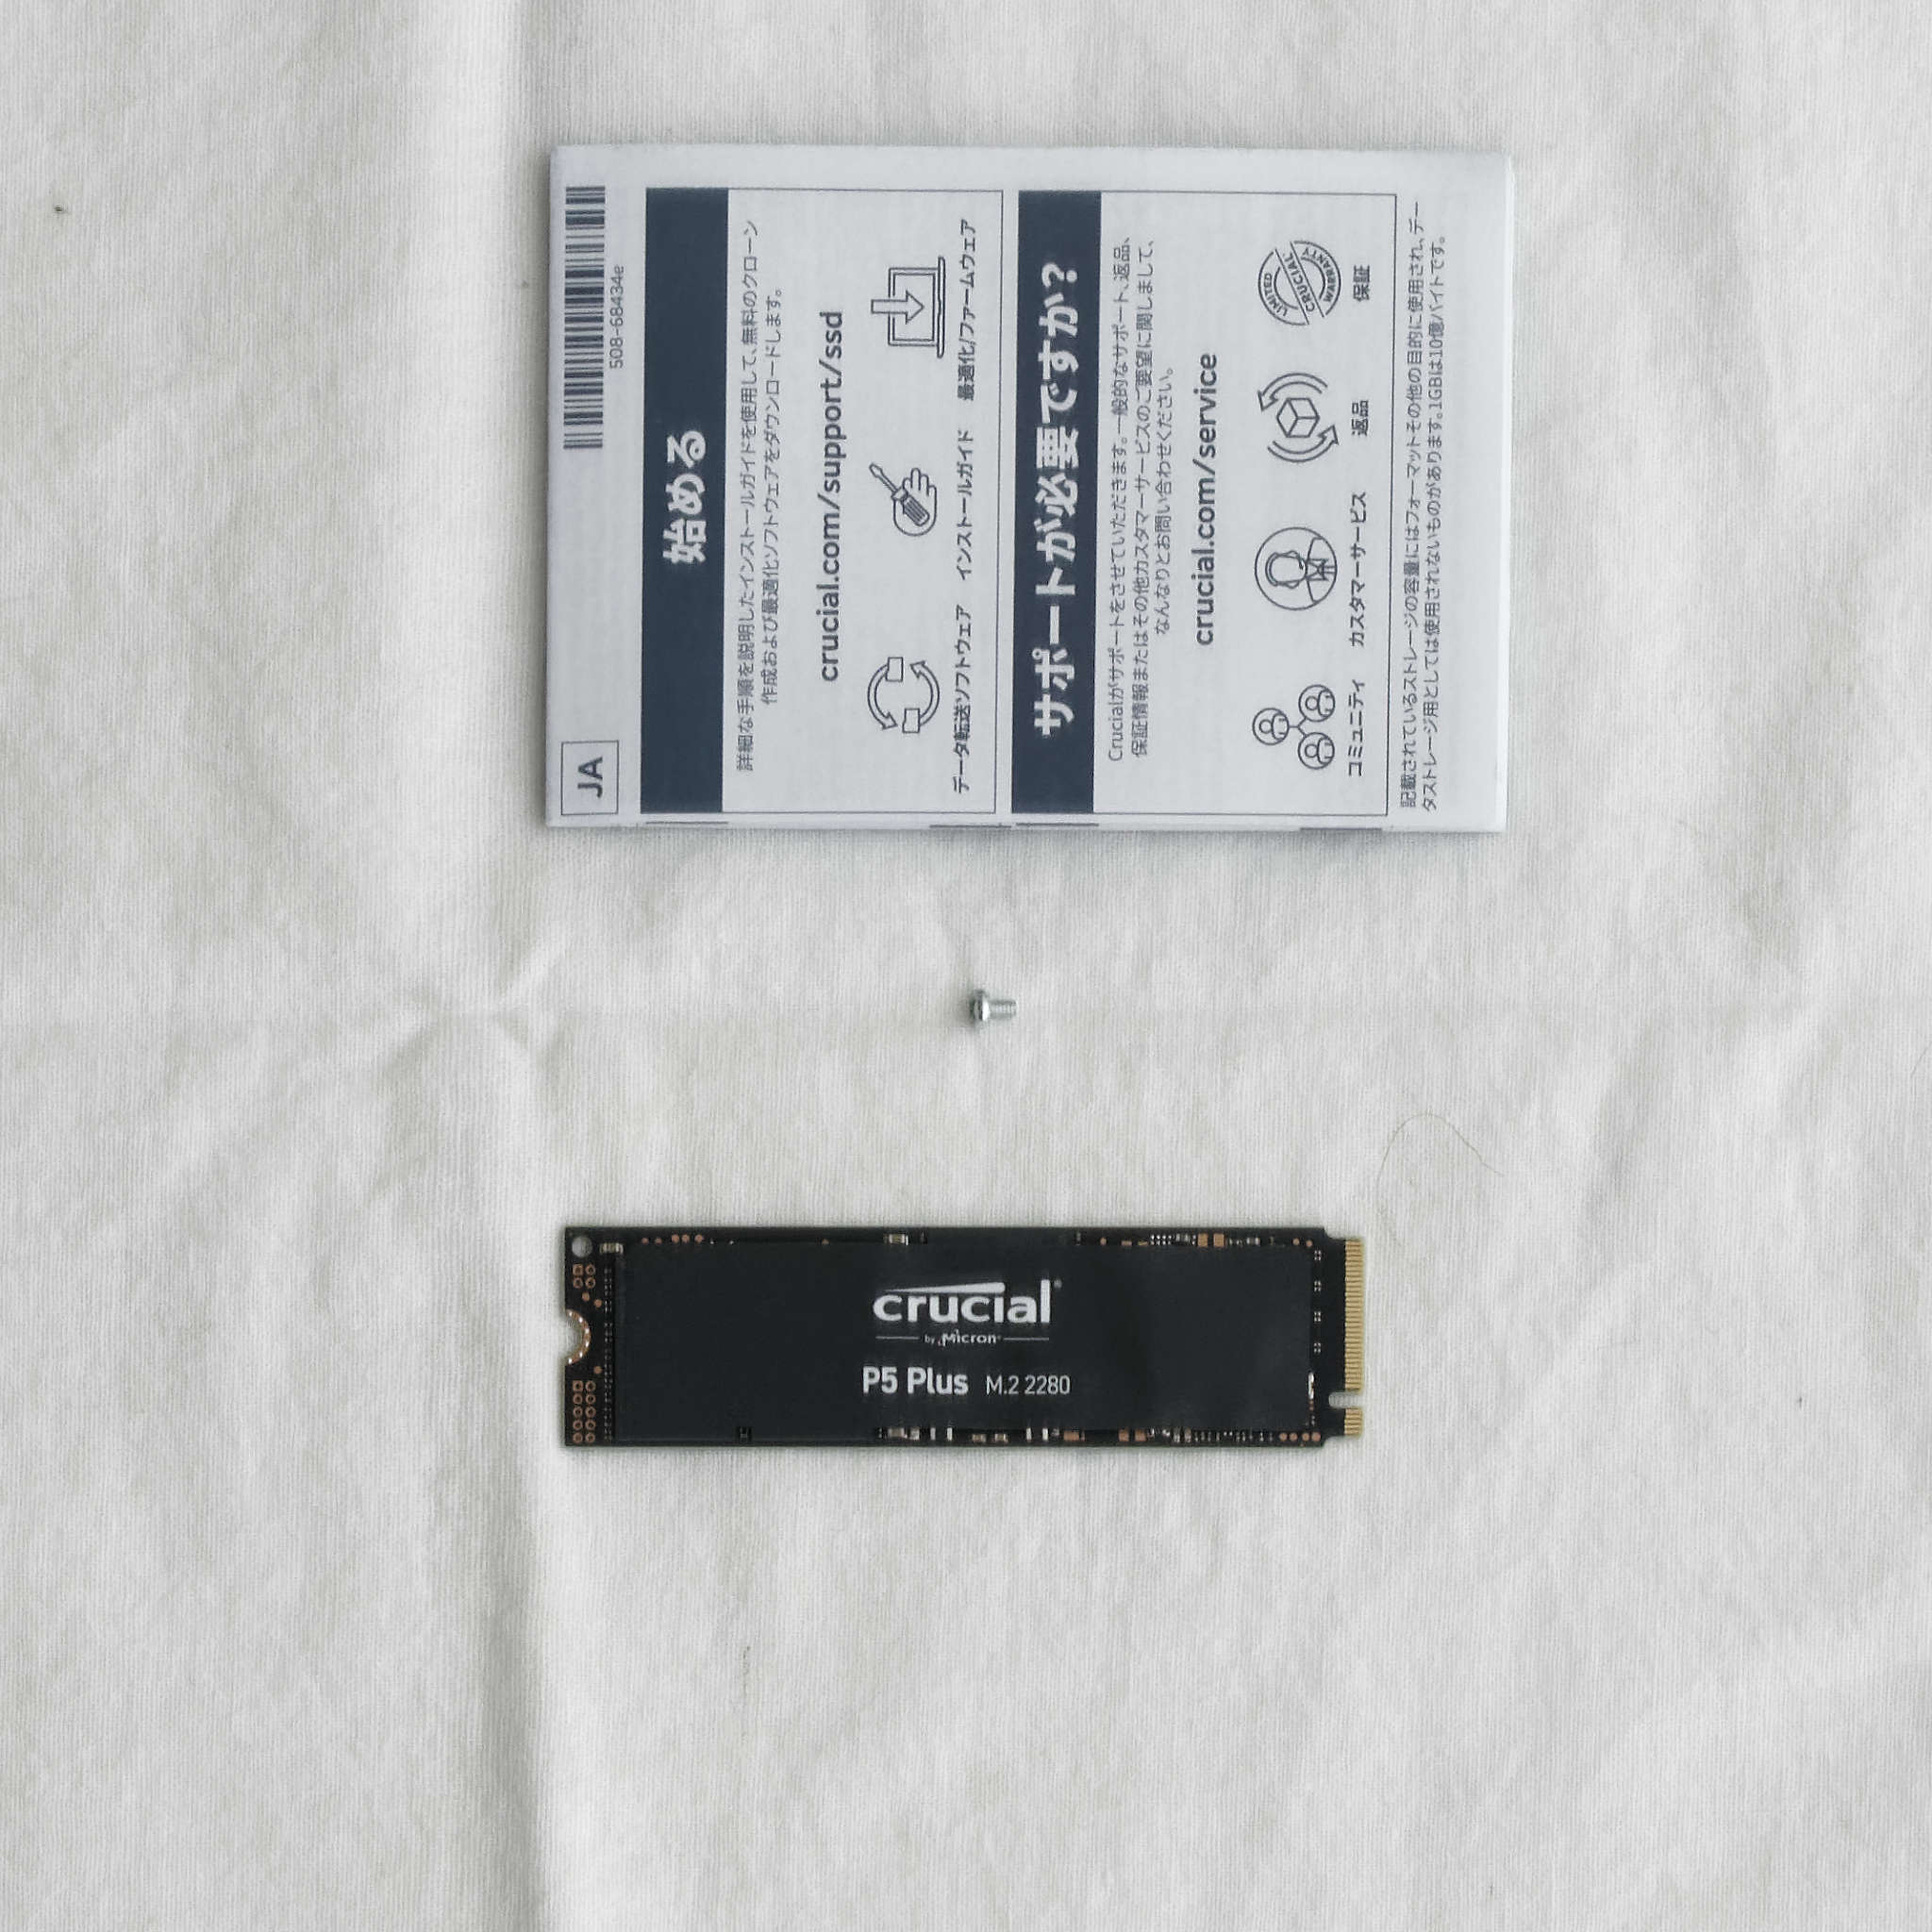 JA
508-68434e
始める
詳細な手順を説明したインストールガイドを使用して、無料のクローン
作成および最適化ソフトウェアをダウンロードします。
crucial.com/support/ssd
データ転送ソフトウェア
インストールガイド
最適化/ファームウェア
サポートが必要ですか?
Crucialがサポートをさせていただきます。一般的なサポート、返品、
保証情報またはその他カスタマーサービスのご要望に関しまして、
なんなりとお問い合わせください。
crucial.com/service
LIMITED
CRUCIAL
WARRANTY
コミュニティ
カスタマーサービス
返品
保証
記載されているストレージの容量にはフォーマットその他の目的に使用され、デー
タストレージ用としては使用されないものがあります。1GBは10億バイトです。
crucial
by Micron
P5 Plus M.2 2280